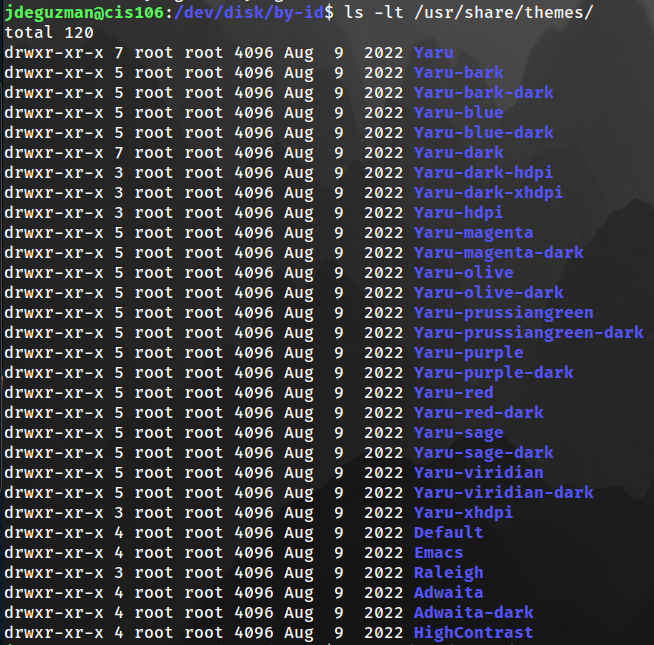 jdeguzman@cis106:/dev/disk/by-id$ ls -lt /usr/share/themes/
total 120
drwxr-xr-x 7 root root 4096 Aug  9  2022 Yaru
drwxr-xr-x 5 root root 4096 Aug  9  2022 Yaru-bark
drwxr-xr-x 5 root root 4096 Aug  9  2022 Yaru-bark-dark
drwxr-xr-x 5 root root 4096 Aug  9  2022 Yaru-blue
drwxr-xr-x 5 root root 4096 Aug  9  2022 Yaru-blue-dark
drwxr-xr-x 7 root root 4096 Aug  9  2022 Yaru-dark
drwxr-xr-x 3 root root 4096 Aug  9  2022 Yaru-dark-hdpi
drwxr-xr-x 3 root root 4096 Aug  9  2022 Yaru-dark-xhdpi
drwxr-xr-x 3 root root 4096 Aug  9  2022 Yaru-hdpi
drwxr-xr-x 5 root root 4096 Aug  9  2022 Yaru-magenta
drwxr-xr-x 5 root root 4096 Aug  9  2022 Yaru-magenta-dark
drwxr-xr-x 5 root root 4096 Aug  9  2022 Yaru-olive
drwxr-xr-x 5 root root 4096 Aug  9  2022 Yaru-olive-dark
drwxr-xr-x 5 root root 4096 Aug  9  2022 Yaru-prussiangreen
drwxr-xr-x 5 root root 4096 Aug  9  2022 Yaru-prussiangreen-dark
drwxr-xr-x 5 root root 4096 Aug  9  2022 Yaru-purple
drwxr-xr-x 5 root root 4096 Aug  9  2022 Yaru-purple-dark
drwxr-xr-x 5 root root 4096 Aug  9  2022 Yaru-red
drwxr-xr-x 5 root root 4096 Aug  9  2022 Yaru-red-dark
drwxr-xr-x 5 root root 4096 Aug  9  2022 Yaru-sage
drwxr-xr-x 5 root root 4096 Aug  9  2022 Yaru-sage-dark
drwxr-xr-x 5 root root 4096 Aug  9  2022 Yaru-viridian
drwxr-xr-x 5 root root 4096 Aug  9  2022 Yaru-viridian-dark
drwxr-xr-x 3 root root 4096 Aug  9  2022 Yaru-xhdpi
drwxr-xr-x 4 root root 4096 Aug  9  2022 Default
drwxr-xr-x 4 root root 4096 Aug  9  2022 Emacs
drwxr-xr-x 3 root root 4096 Aug  9  2022 Raleigh
drwxr-xr-x 4 root root 4096 Aug  9  2022 Adwaita
drwxr-xr-x 4 root root 4096 Aug  9  2022 Adwaita-dark
drwxr-xr-x 4 root root 4096 Aug  9  2022 HighContrast